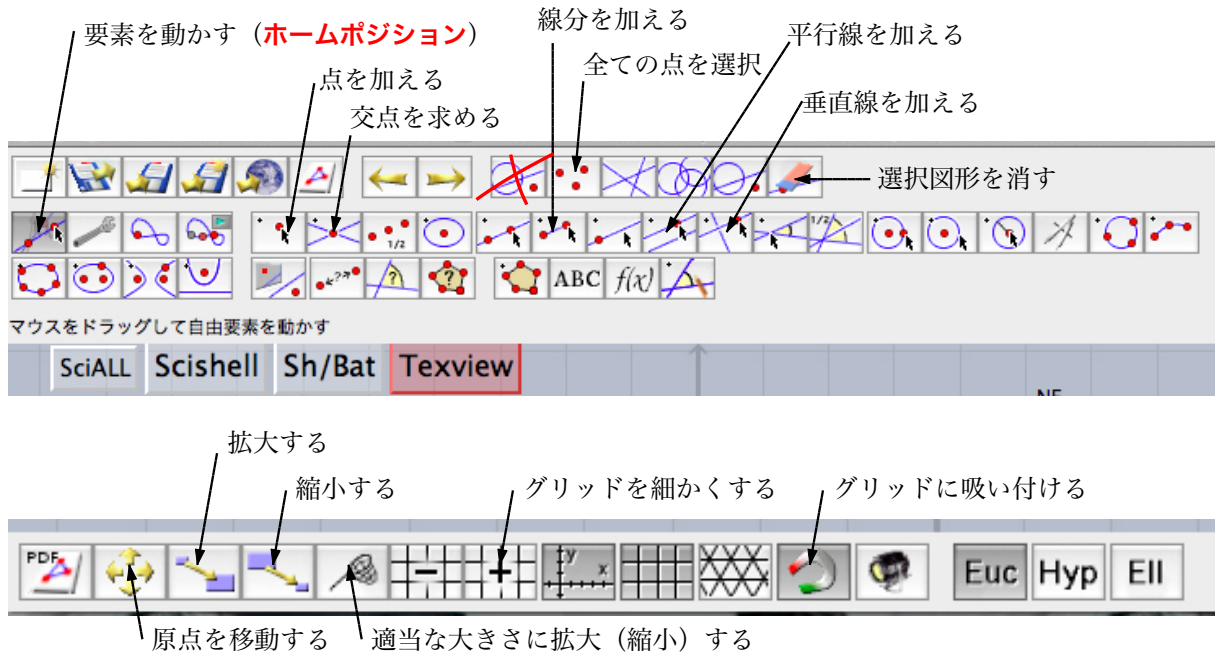 線分を加える
要素を動かす（ホームポジション）
平行線を加える
全ての点を選択
点を加える
垂直線を加える
交点を求める
選択図形を消す
1/2
1/2
?
?
?
ABC
f(x)
マウスをドラッグして自由要素を動かす
SciALL
Scishell
Sh/Bat
Texview
拡大する
縮小する
グリッドを細かくする
グリッドに吸い付ける
PDF
y
x
Euc
Hyp
Ell
原点を移動する
適当な大きさに拡大（縮小）する